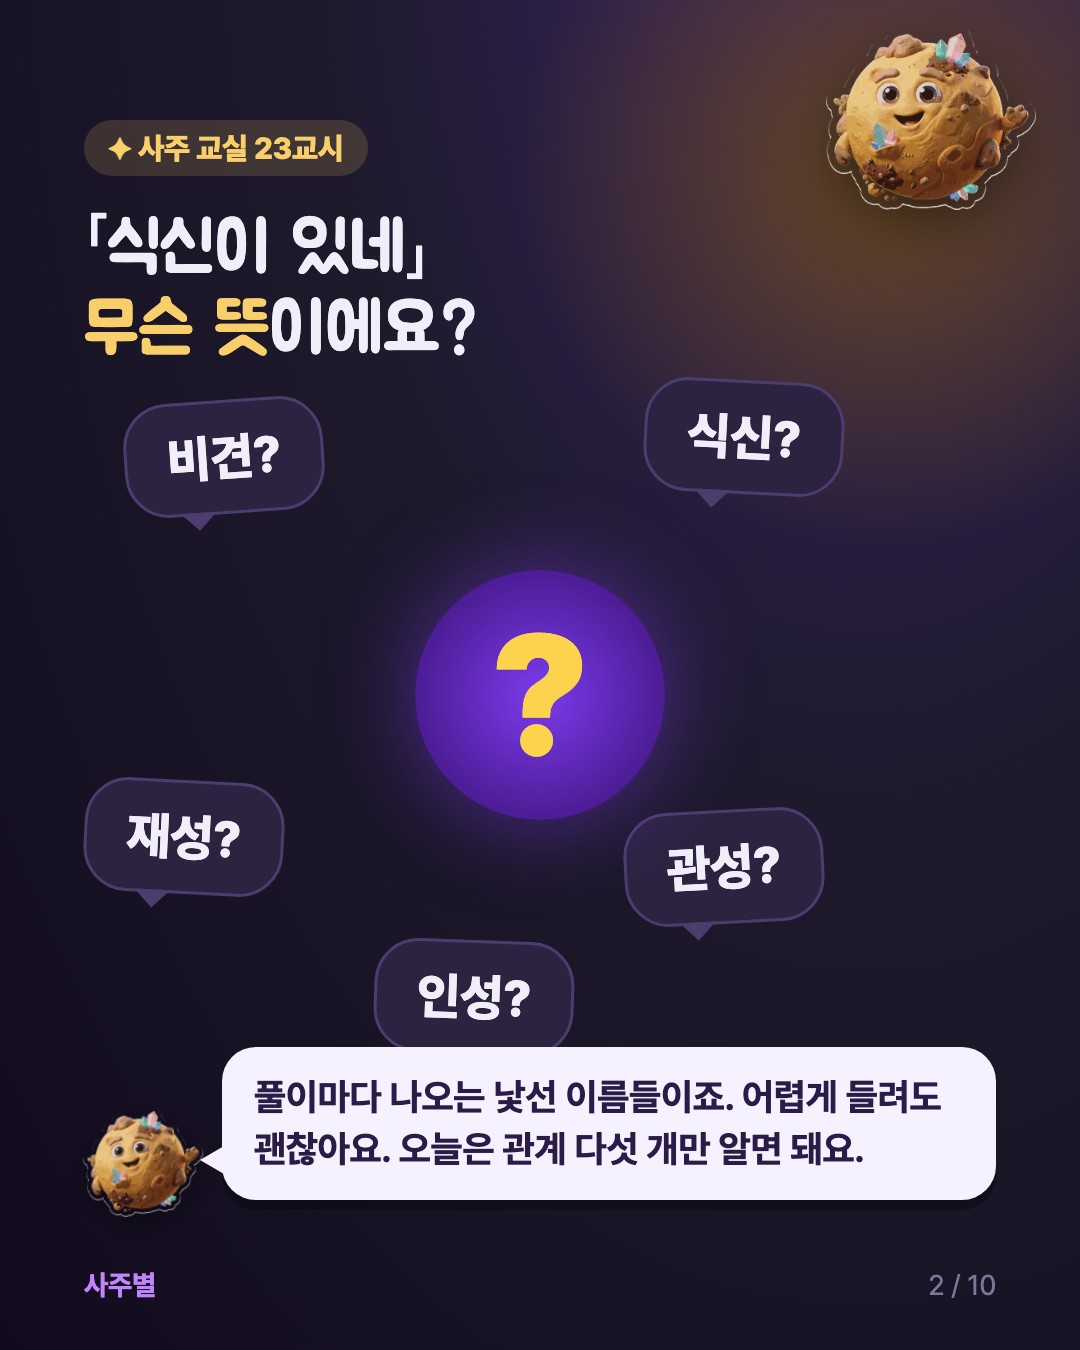 ✦ 사주 교실 23교시
「식신이 있네」
무슨 뜻이에요?
비견?
식신?
?
재성?
관성?
인성?
풀이마다 나오는 낯선 이름들이죠. 어렵게 들려도
괜찮아요. 오늘은 관계 다섯 개만 알면 돼요.
사주별
2 / 10